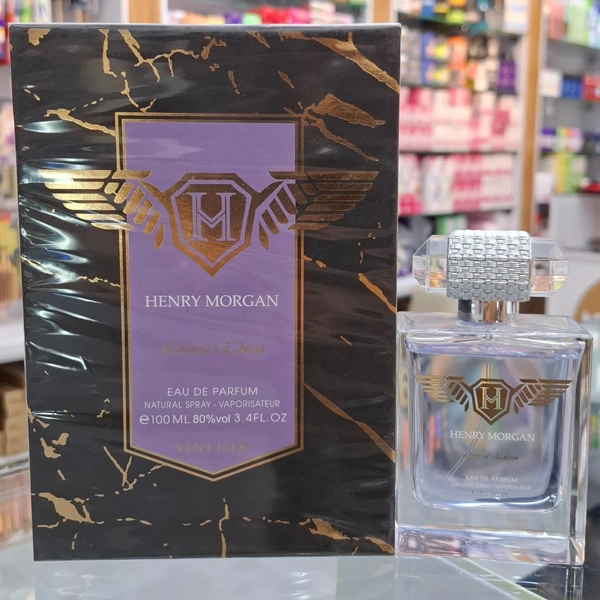 H
HENRY MORGAN
Limited Edition
EAU DE PARFUM
NATURAL SPRAY - VAPORISATEUR
e 100 ML 80%vol 3.4FL.OZ
HM
HENRY MORGAN
Limited Edition
EAU DE PARFUM